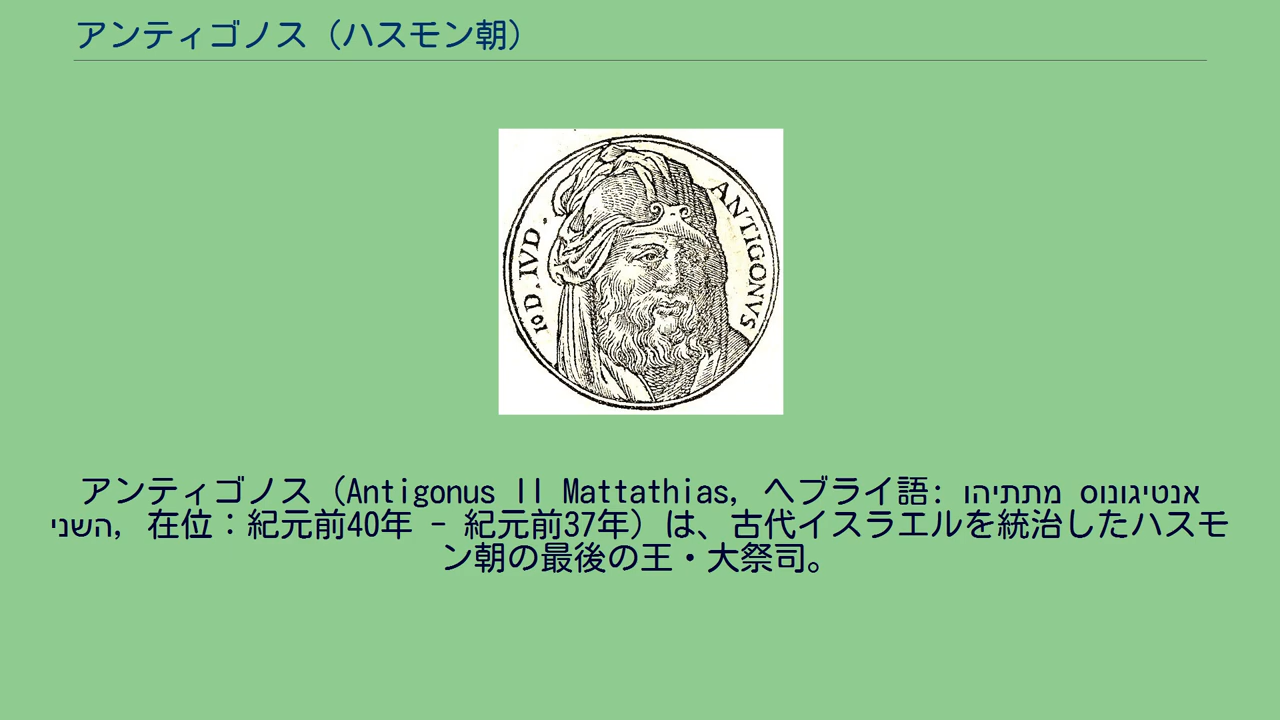 アンティゴノス（ハスモン朝）
IOD.IVD.
ANTIGONVS
アンティゴノス（Antigonus II Mattathias, ヘブライ語: אנטיגונוס מתתיהו
השני, 在位：紀元前40年 - 紀元前37年）は、古代イスラエルを統治したハスモ
ン朝の最後の王・大祭司。